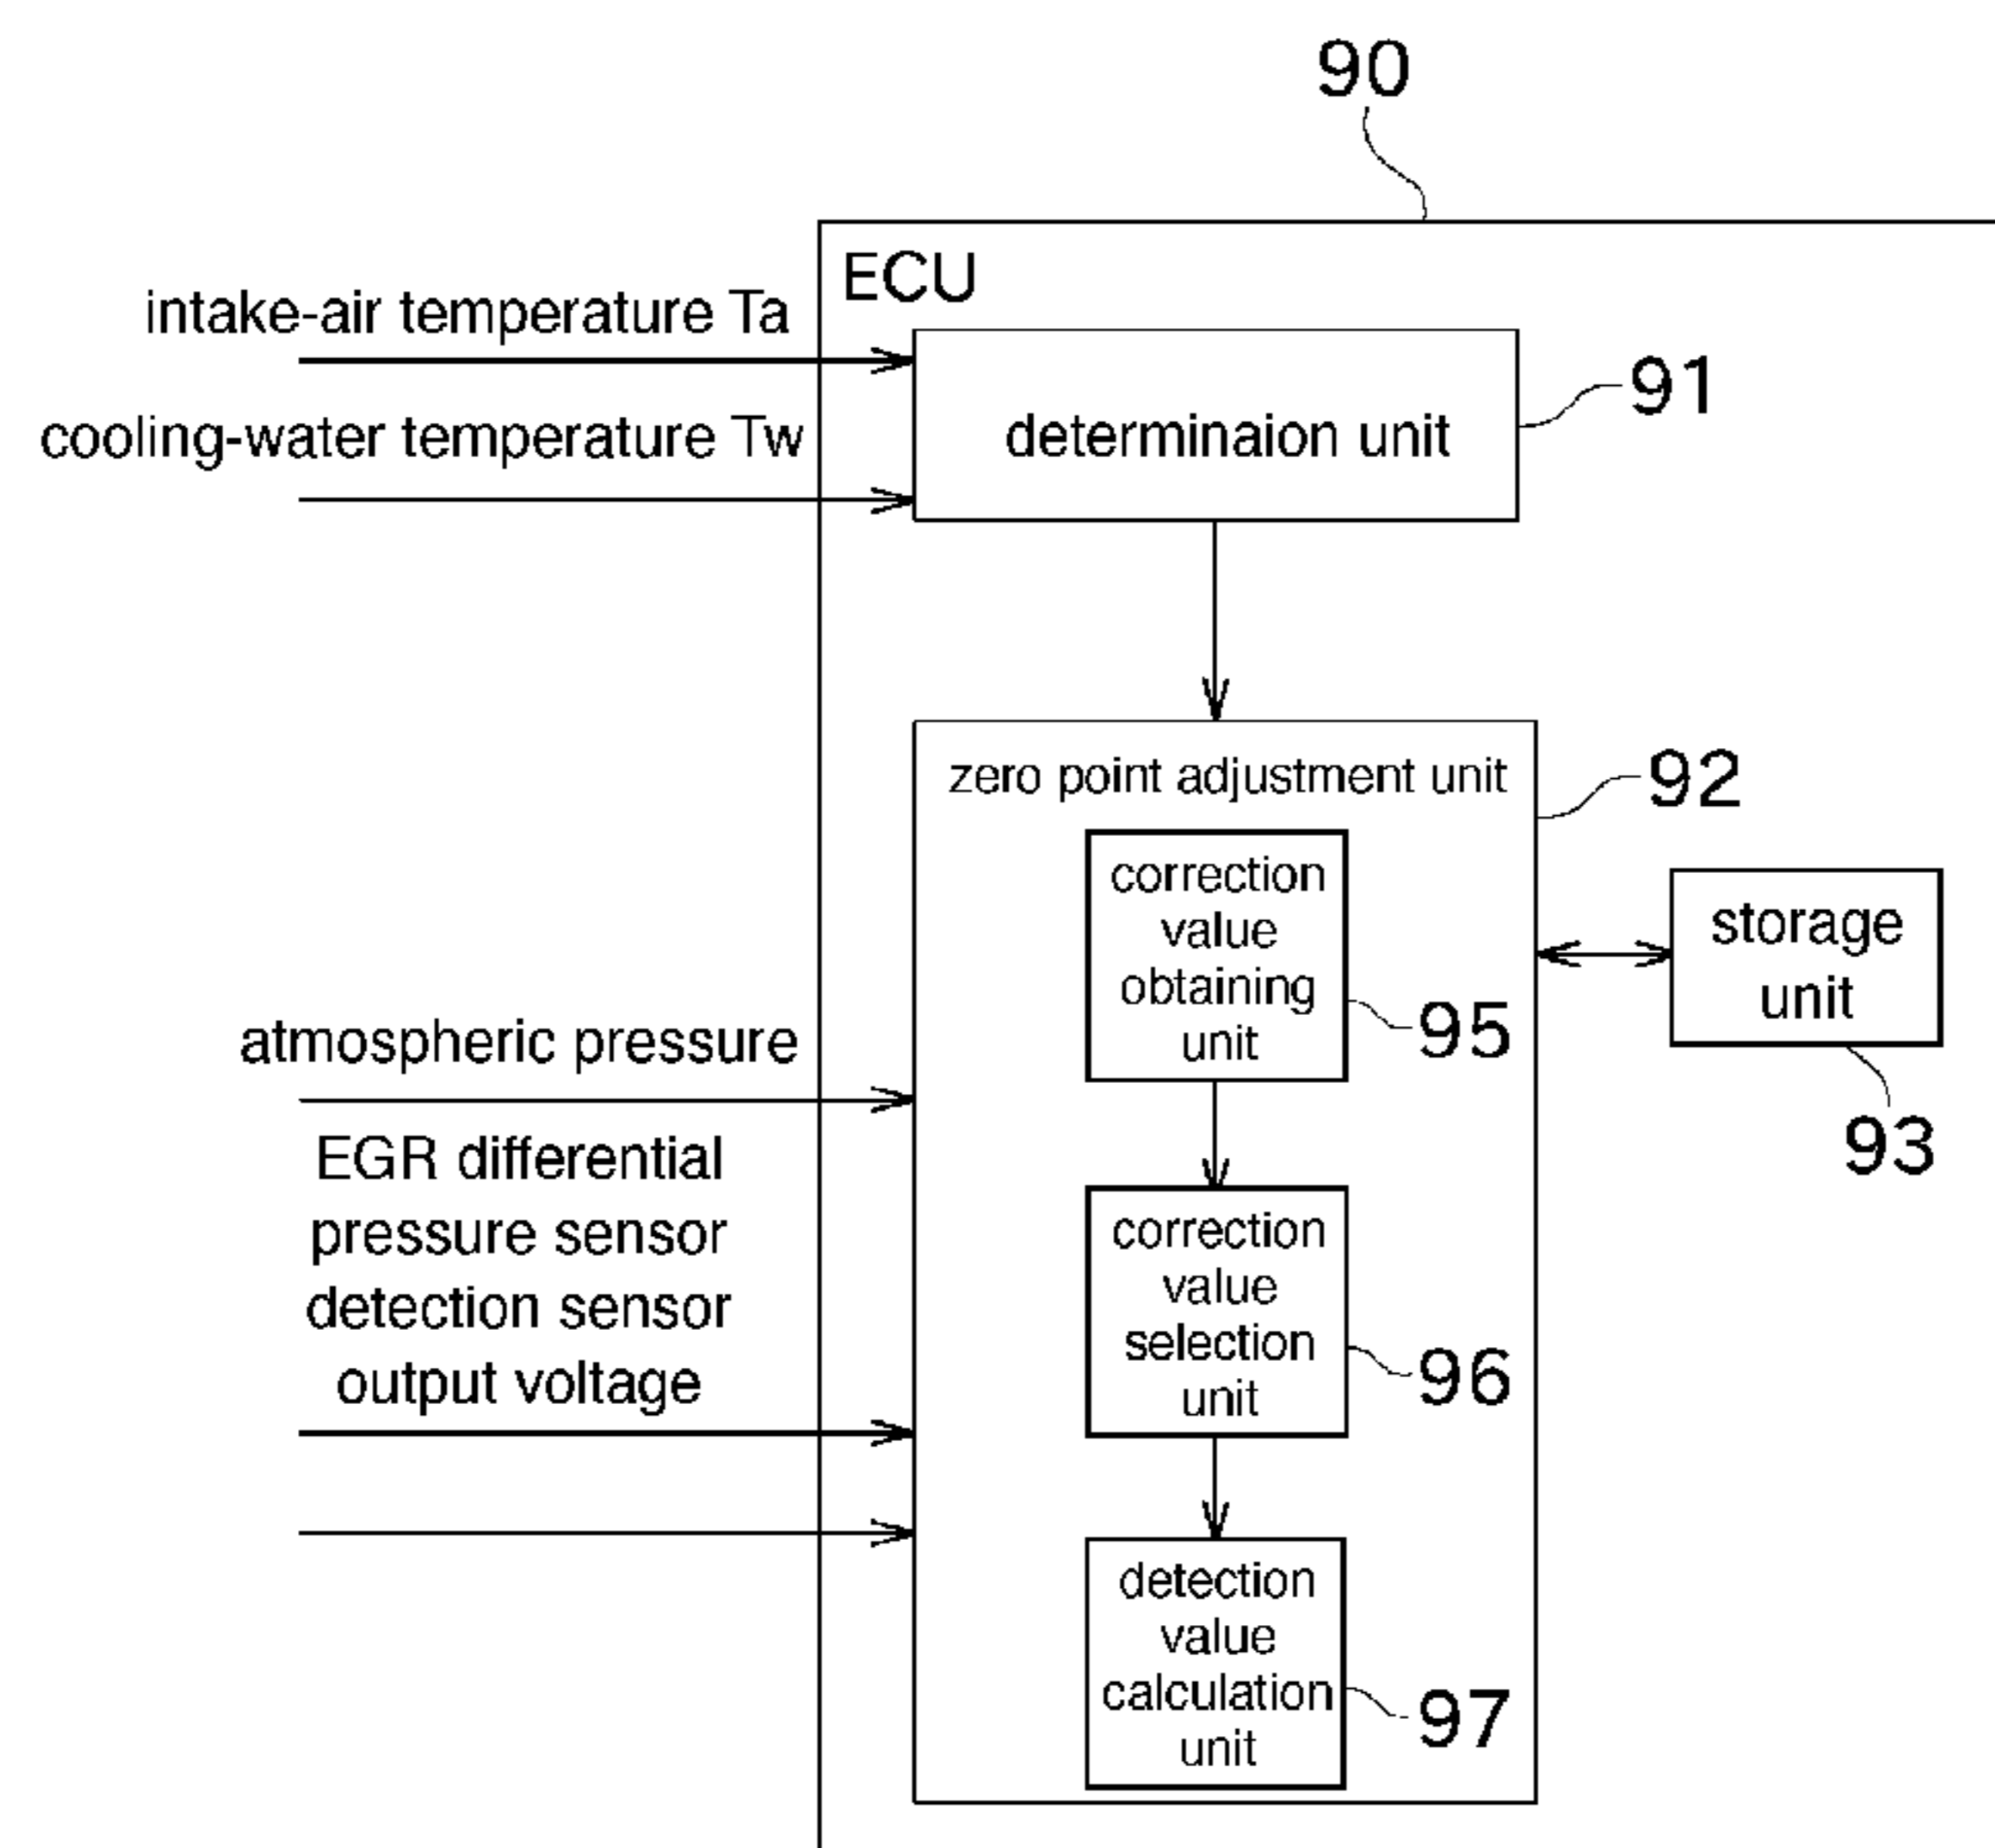 90
ECU
intake-air temperature Ta
91
cooling-water temperature Tw
determinaion unit
zero point adjustment unit
92
correction
value
obtaining
unit
95
storage
unit
93
atmospheric pressure
EGR differential
pressure sensor
detection sensor
output voltage
correction
value
selection
unit
96
detection
value
calculation
unit
97